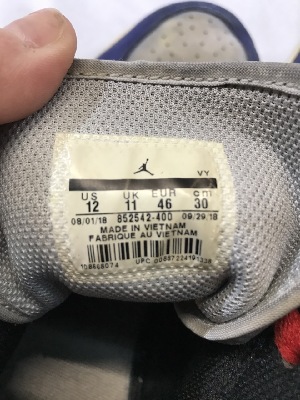 VY
US UK EUR cm
12 11 46 30
08/01/18 852542-400 09/29/18
MADE IN VIETNAM
FABRIQUE AU VIETNAM